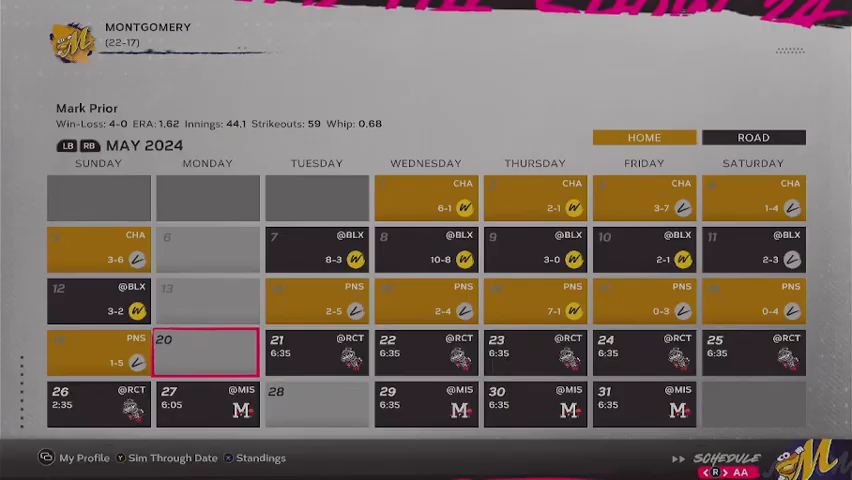 MONTGOMERY
(22-17)
Mark Prior
Win-Loss: 4-0 ERA: 1.62 Innings: 44.1 Strikeouts: 59 Whip: 0.68
HOME ROAD
LB RB MAY 2024
SUNDAY MONDAY TUESDAY WEDNESDAY THURSDAY FRIDAY SATURDAY
CHA CHA CHA CHA
6-1 W 2-1 W 3-7 L 1-4 L
CHA 6 7 @BLX 8 @BLX 9 @BLX 10 @BLX 11 @BLX
3-6 L 8-3 W 10-8 W 3-0 W 2-1 W 2-3 L
12 @BLX 13 PNS PNS PNS PNS PNS
3-2 W 2-5 L 2-4 L 7-1 W 0-3 L 0-4 L
PNS 20 21 @RCT 22 @RCT 23 @RCT 24 @RCT 25 @RCT
1-5 L 6:35 6:35 6:35 6:35 6:35
26 @RCT 27 @MIS 28 29 @MIS 30 @MIS 31 @MIS
2:35 6:05 M 6:35 M 6:35 M 6:35 M
My Profile Y Sim Through Date X Standings SCHEDULE
R AA